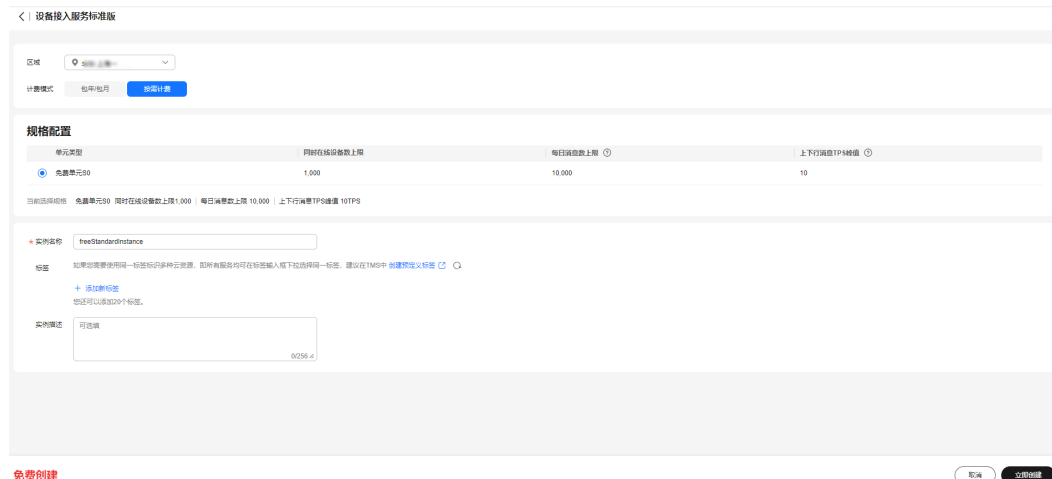 设备接入服务标准版
区域
计费模式 包年/包月 按需计费
规格配置
单元类型 同时在线设备数上限 每日消息数上限 上下行消息TPS峰值
免费单元S0 1,000 10,000 10
当前选择规格 免费单元S0 同时在线设备数上限1,000 | 每日消息数上限 10,000 | 上下行消息TPS峰值 10TPS
* 实例名称 freeStandardInstance
标签 如果您需要使用同一标签标识多种云资源，即所有服务均可在标签输入框下拉选择同一标签，建议在TMS中 创建预定义标签
+ 添加新标签
您还可以添加20个标签。
实例描述 可选填
0/256
免费创建 取消 立即创建